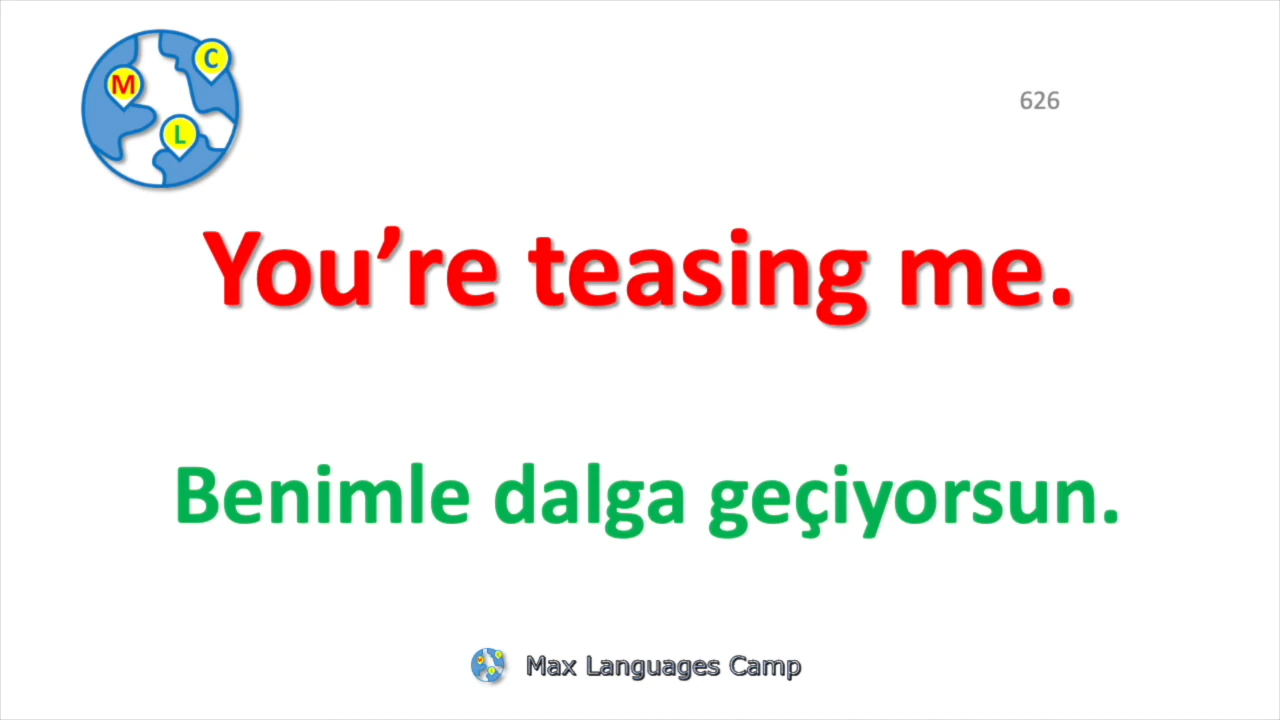 C
M
L
626
You’re teasing me.
Benimle dalga geçiyorsun.
Max Languages Camp